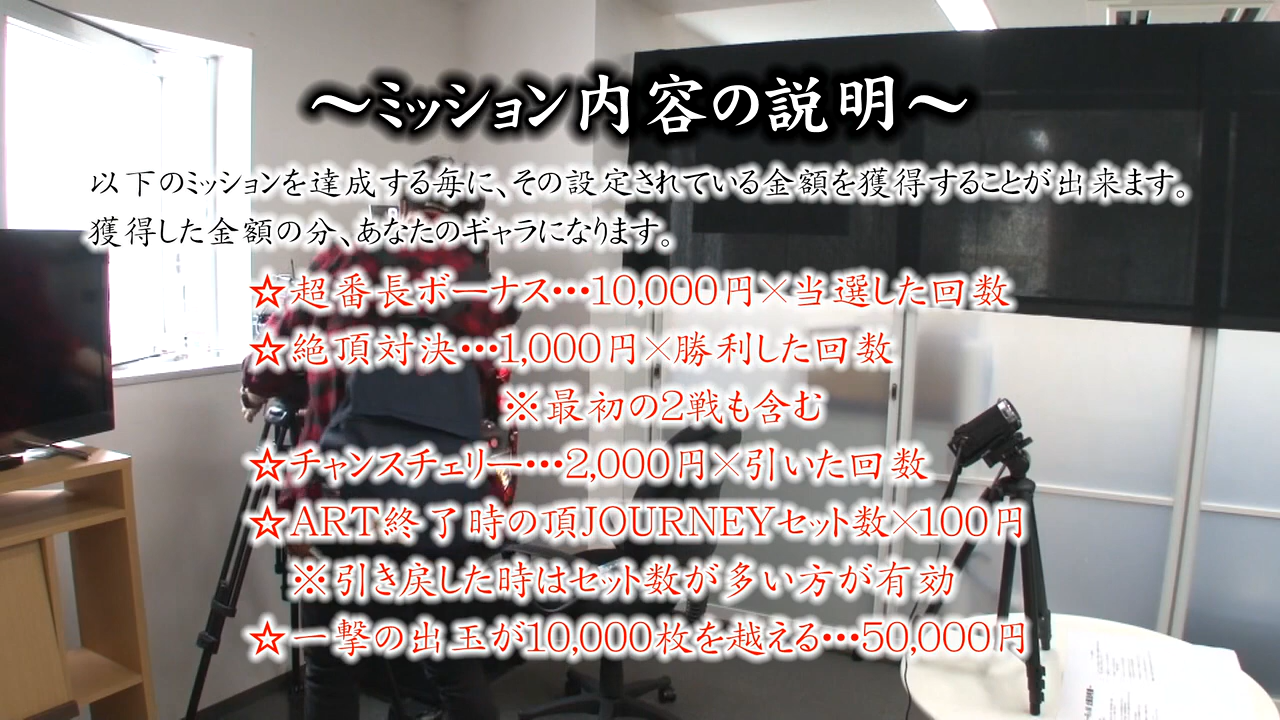 ～ミッション内容の説明～
以下のミッションを達成する毎に、その設定されている金額を獲得することが出来ます。
獲得した金額の分、あなたのギャラになります。
☆超番長ボーナス…10,000円×当選した回数
☆絶頂対決…1,000円×勝利した回数
※最初の2戦も含む
☆チャンスチェリー…2,000円×引いた回数
☆ART終了時の頂JOURNEYセット数×100円
※引き戻した時はセット数が多い方が有効
☆一撃の出玉が10,000枚を越える…50,000円